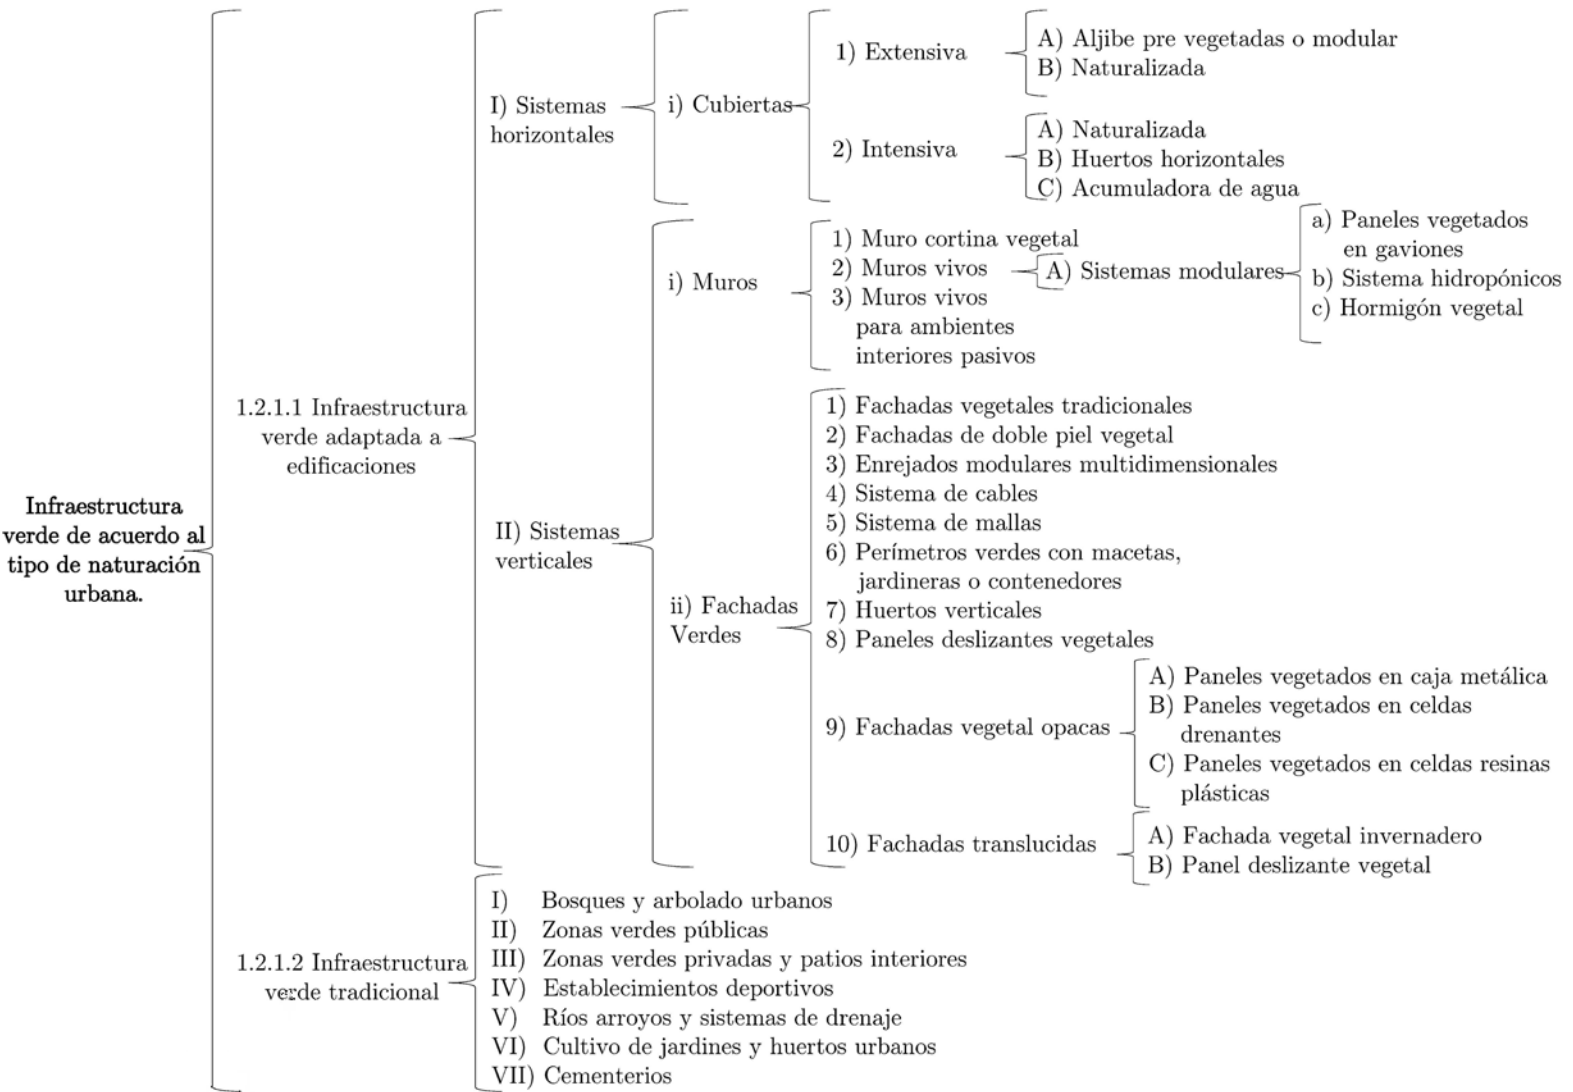 Infraestructura
verde de acuerdo al
tipo de naturación
urbana.
1.2.1.1 Infraestructura
verde adaptada a
edificaciones
I) Sistemas
horizontales
i) Cubiertas
1) Extensiva
A) Aljibe pre vegetadas o modular
B) Naturalizada
2) Intensiva
A) Naturalizada
B) Huertos horizontales
C) Acumuladora de agua
II) Sistemas
verticales
i) Muros
1) Muro cortina vegetal
2) Muros vivos
A) Sistemas modulares
a) Paneles vegetados
en gaviones
b) Sistema hidropónicos
c) Hormigón vegetal
3) Muros vivos
para ambientes
interiores pasivos
ii) Fachadas
Verdes
1) Fachadas vegetales tradicionales
2) Fachadas de doble piel vegetal
3) Enrejados modulares multidimensionales
4) Sistema de cables
5) Sistema de mallas
6) Perímetros verdes con macetas,
jardineras o contenedores
7) Huertos verticales
8) Paneles deslizantes vegetales
9) Fachadas vegetal opacas
A) Paneles vegetados en caja metálica
B) Paneles vegetados en celdas
drenantes
C) Paneles vegetados en celdas resinas
plásticas
10) Fachadas translucidas
A) Fachada vegetal invernadero
B) Panel deslizante vegetal
1.2.1.2 Infraestructura
verde tradicional
I) Bosques y arbolado urbanos
II) Zonas verdes públicas
III) Zonas verdes privadas y patios interiores
IV) Establecimientos deportivos
V) Ríos arroyos y sistemas de drenaje
VI) Cultivo de jardines y huertos urbanos
VII) Cementerios